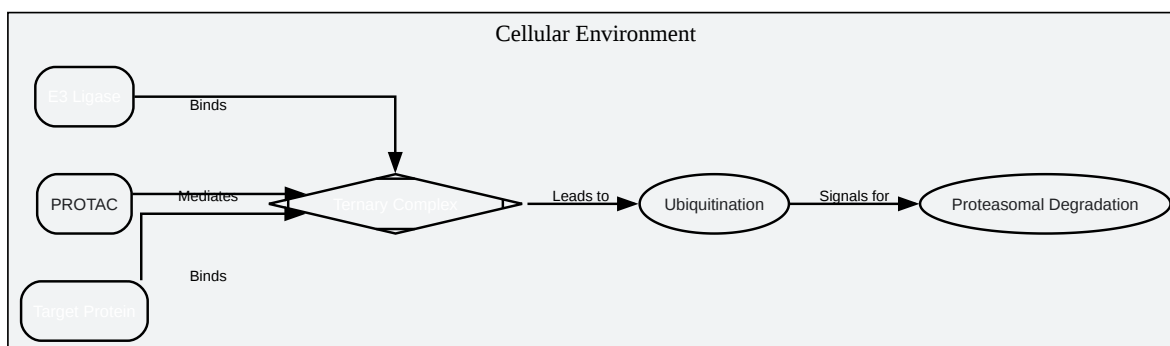 Cellular Environment
E3 Ligase
Binds
PROTAC
Mediates
Ternary Complex
Leads to
Ubiquitination
Signals for
Proteasomal Degradation
Binds
Target Protein